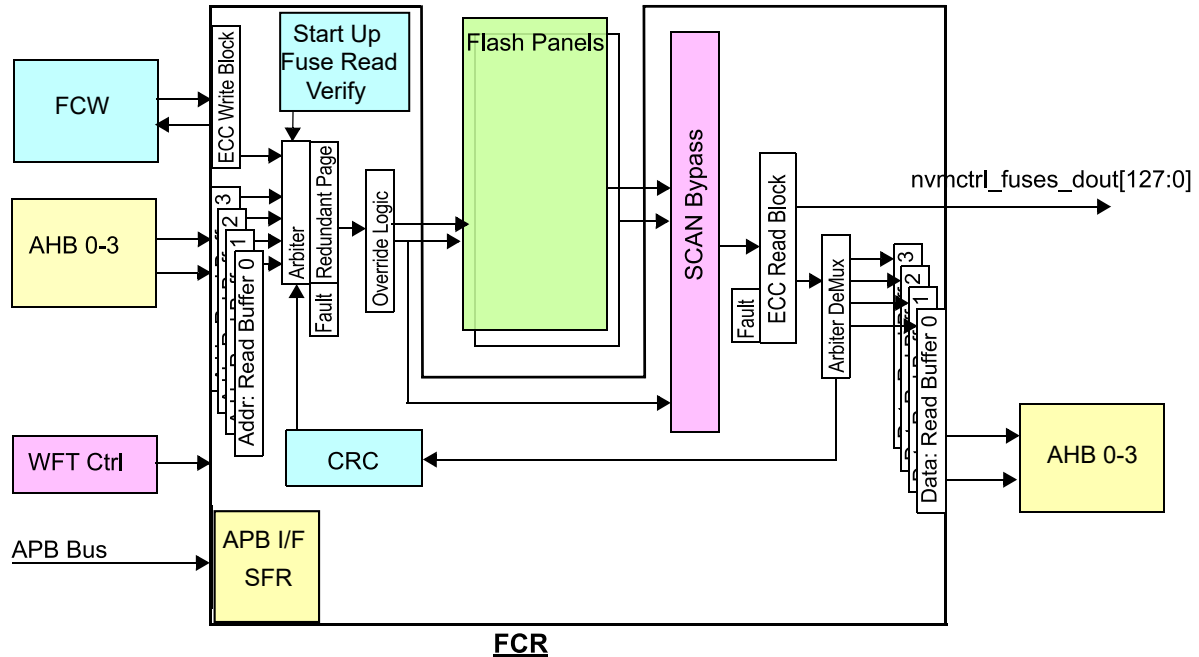 Start Up
Fuse Read
Verify
Flash Panels
FCW
ECC Write Block
SCAN Bypass
nvmctrl_fuses_dout[127:0]
AHB 0-3
3
2
1
Addr: Read Buffer 0
Arbiter
Redundant Page
Fault
Override Logic
Fault
ECC Read Block
Arbiter DeMux
3
2
1
Data: Read Buffer 0
WFT Ctrl
CRC
AHB 0-3
APB Bus
APB I/F
SFR
FCR